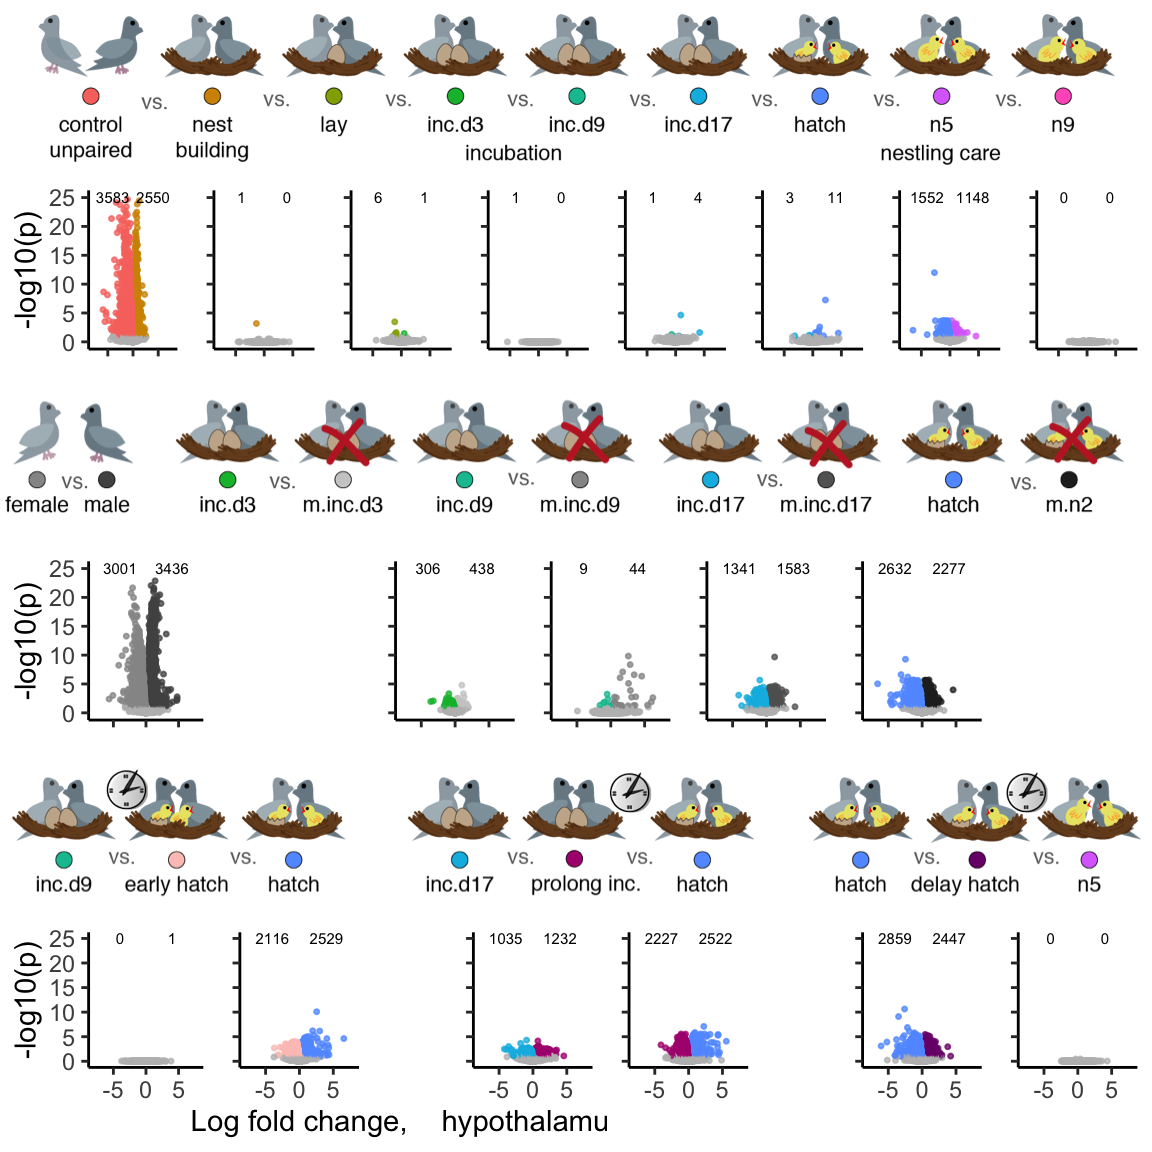 vs. vs. vs. vs. vs. vs. vs. vs.
control nest lay inc.d3 inc.d9 inc.d17 hatch n5 n9
unpaired building incubation nestling care
-log10(p)
25 20 15 10 5 0
3583 2550 1 0 6 1 1 0 1 4 3 11 1552 1148 0 0
vs. vs. vs. vs. vs.
female male inc.d3 m.inc.d3 inc.d9 m.inc.d9 inc.d17 m.inc.d17 hatch m.n2
-log10(p)
25 20 15 10 5 0
3001 3436 306 438 9 44 1341 1583 2632 2277
vs. vs. vs. vs. vs. vs.
inc.d9 early hatch hatch inc.d17 prolong inc. hatch hatch delay hatch n5
-log10(p)
25 20 15 10 5 0
0 1 2116 2529 1035 1232 2227 2522 2859 2447 0 0
-5 0 5 -5 0 5 -5 0 5 -5 0 5 -5 0 5 -5 0 5
Log fold change, hypothalamu